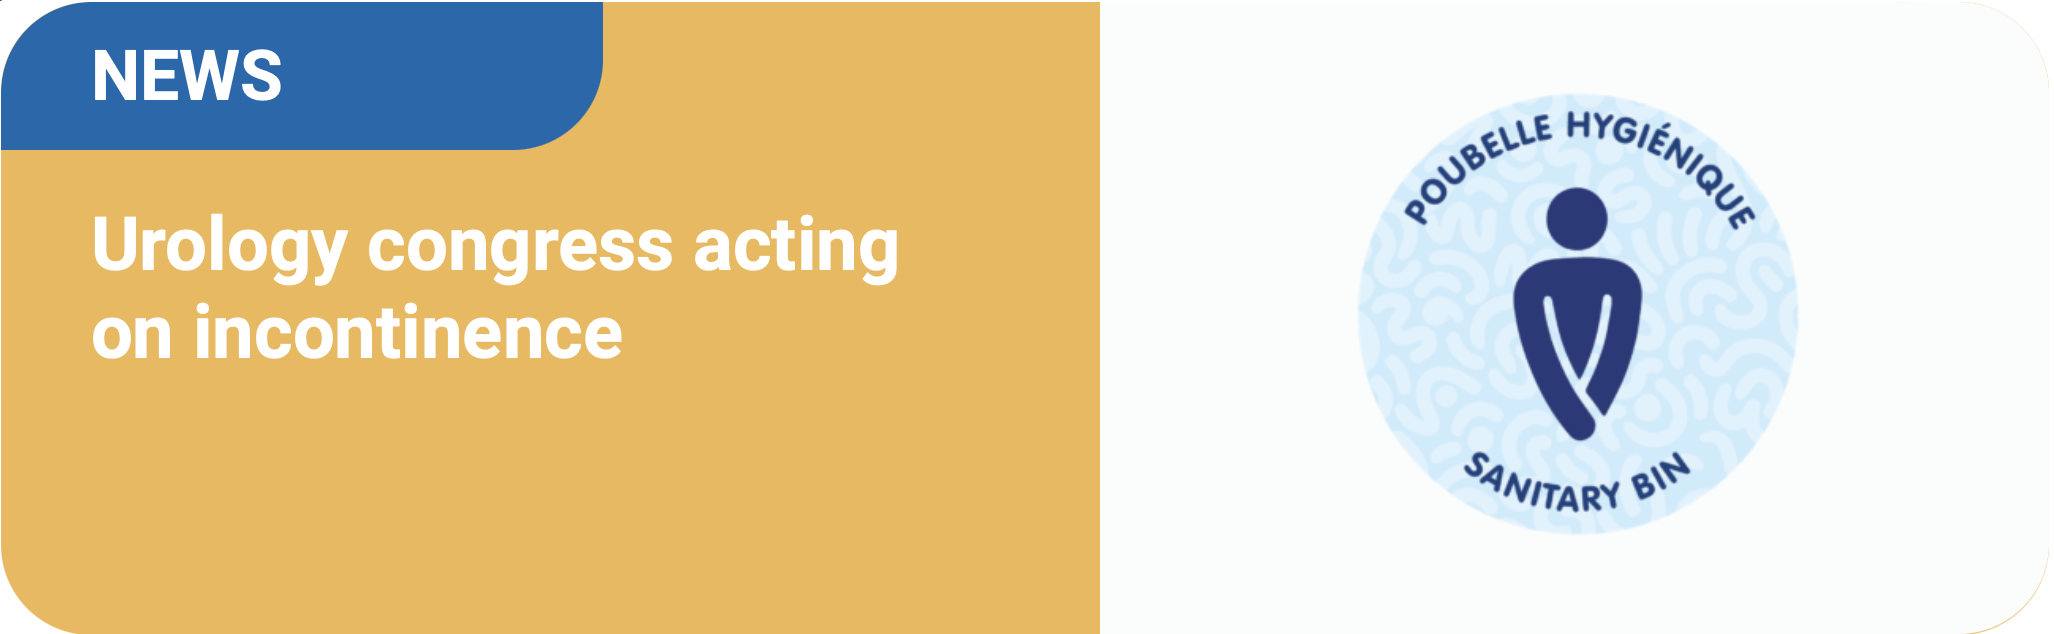 NEWS
Urology congress acting
on incontinence
POUBELLE HYGIÉNIQUE
SANITARY BIN